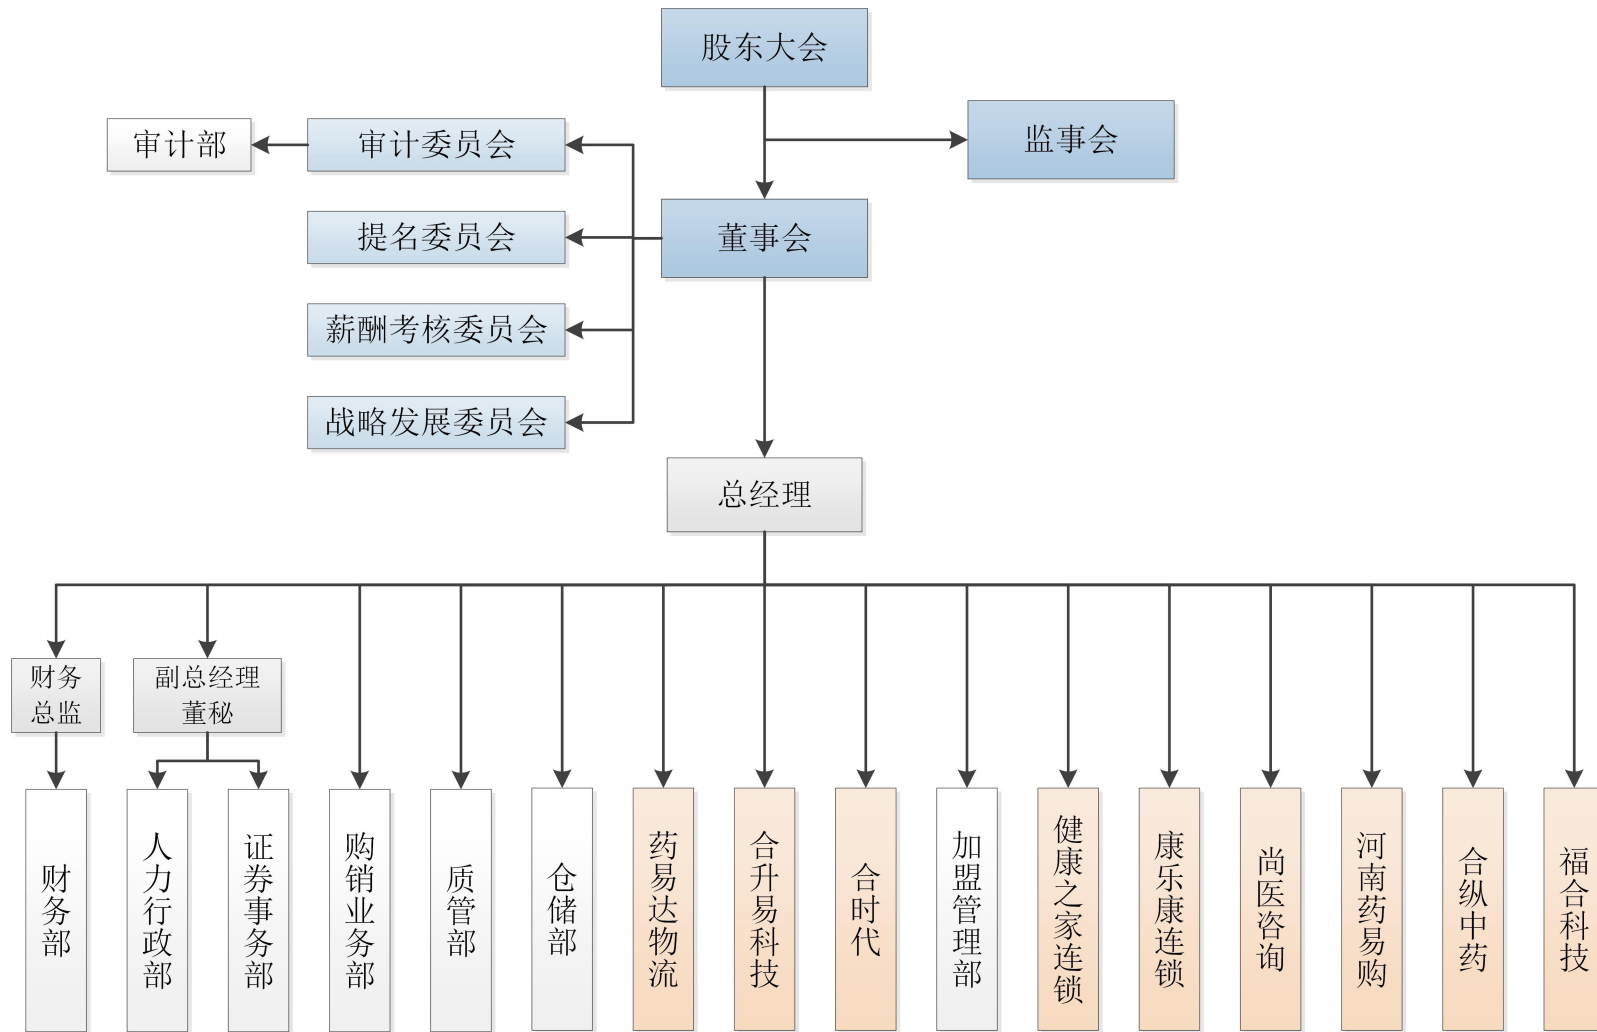 股东大会
监事会
审计部
审计委员会
提名委员会
董事会
薪酬考核委员会
战略发展委员会
总经理
财务
总监
副总经理
董秘
财务部
人力行政部
证券事务部
购销业务部
质管部
仓储部
药易达物流
合升易科技
合时代
加盟管理部
健康之家连锁
康乐康连锁
尚医咨询
河南药易购
合纵中药
福合科技